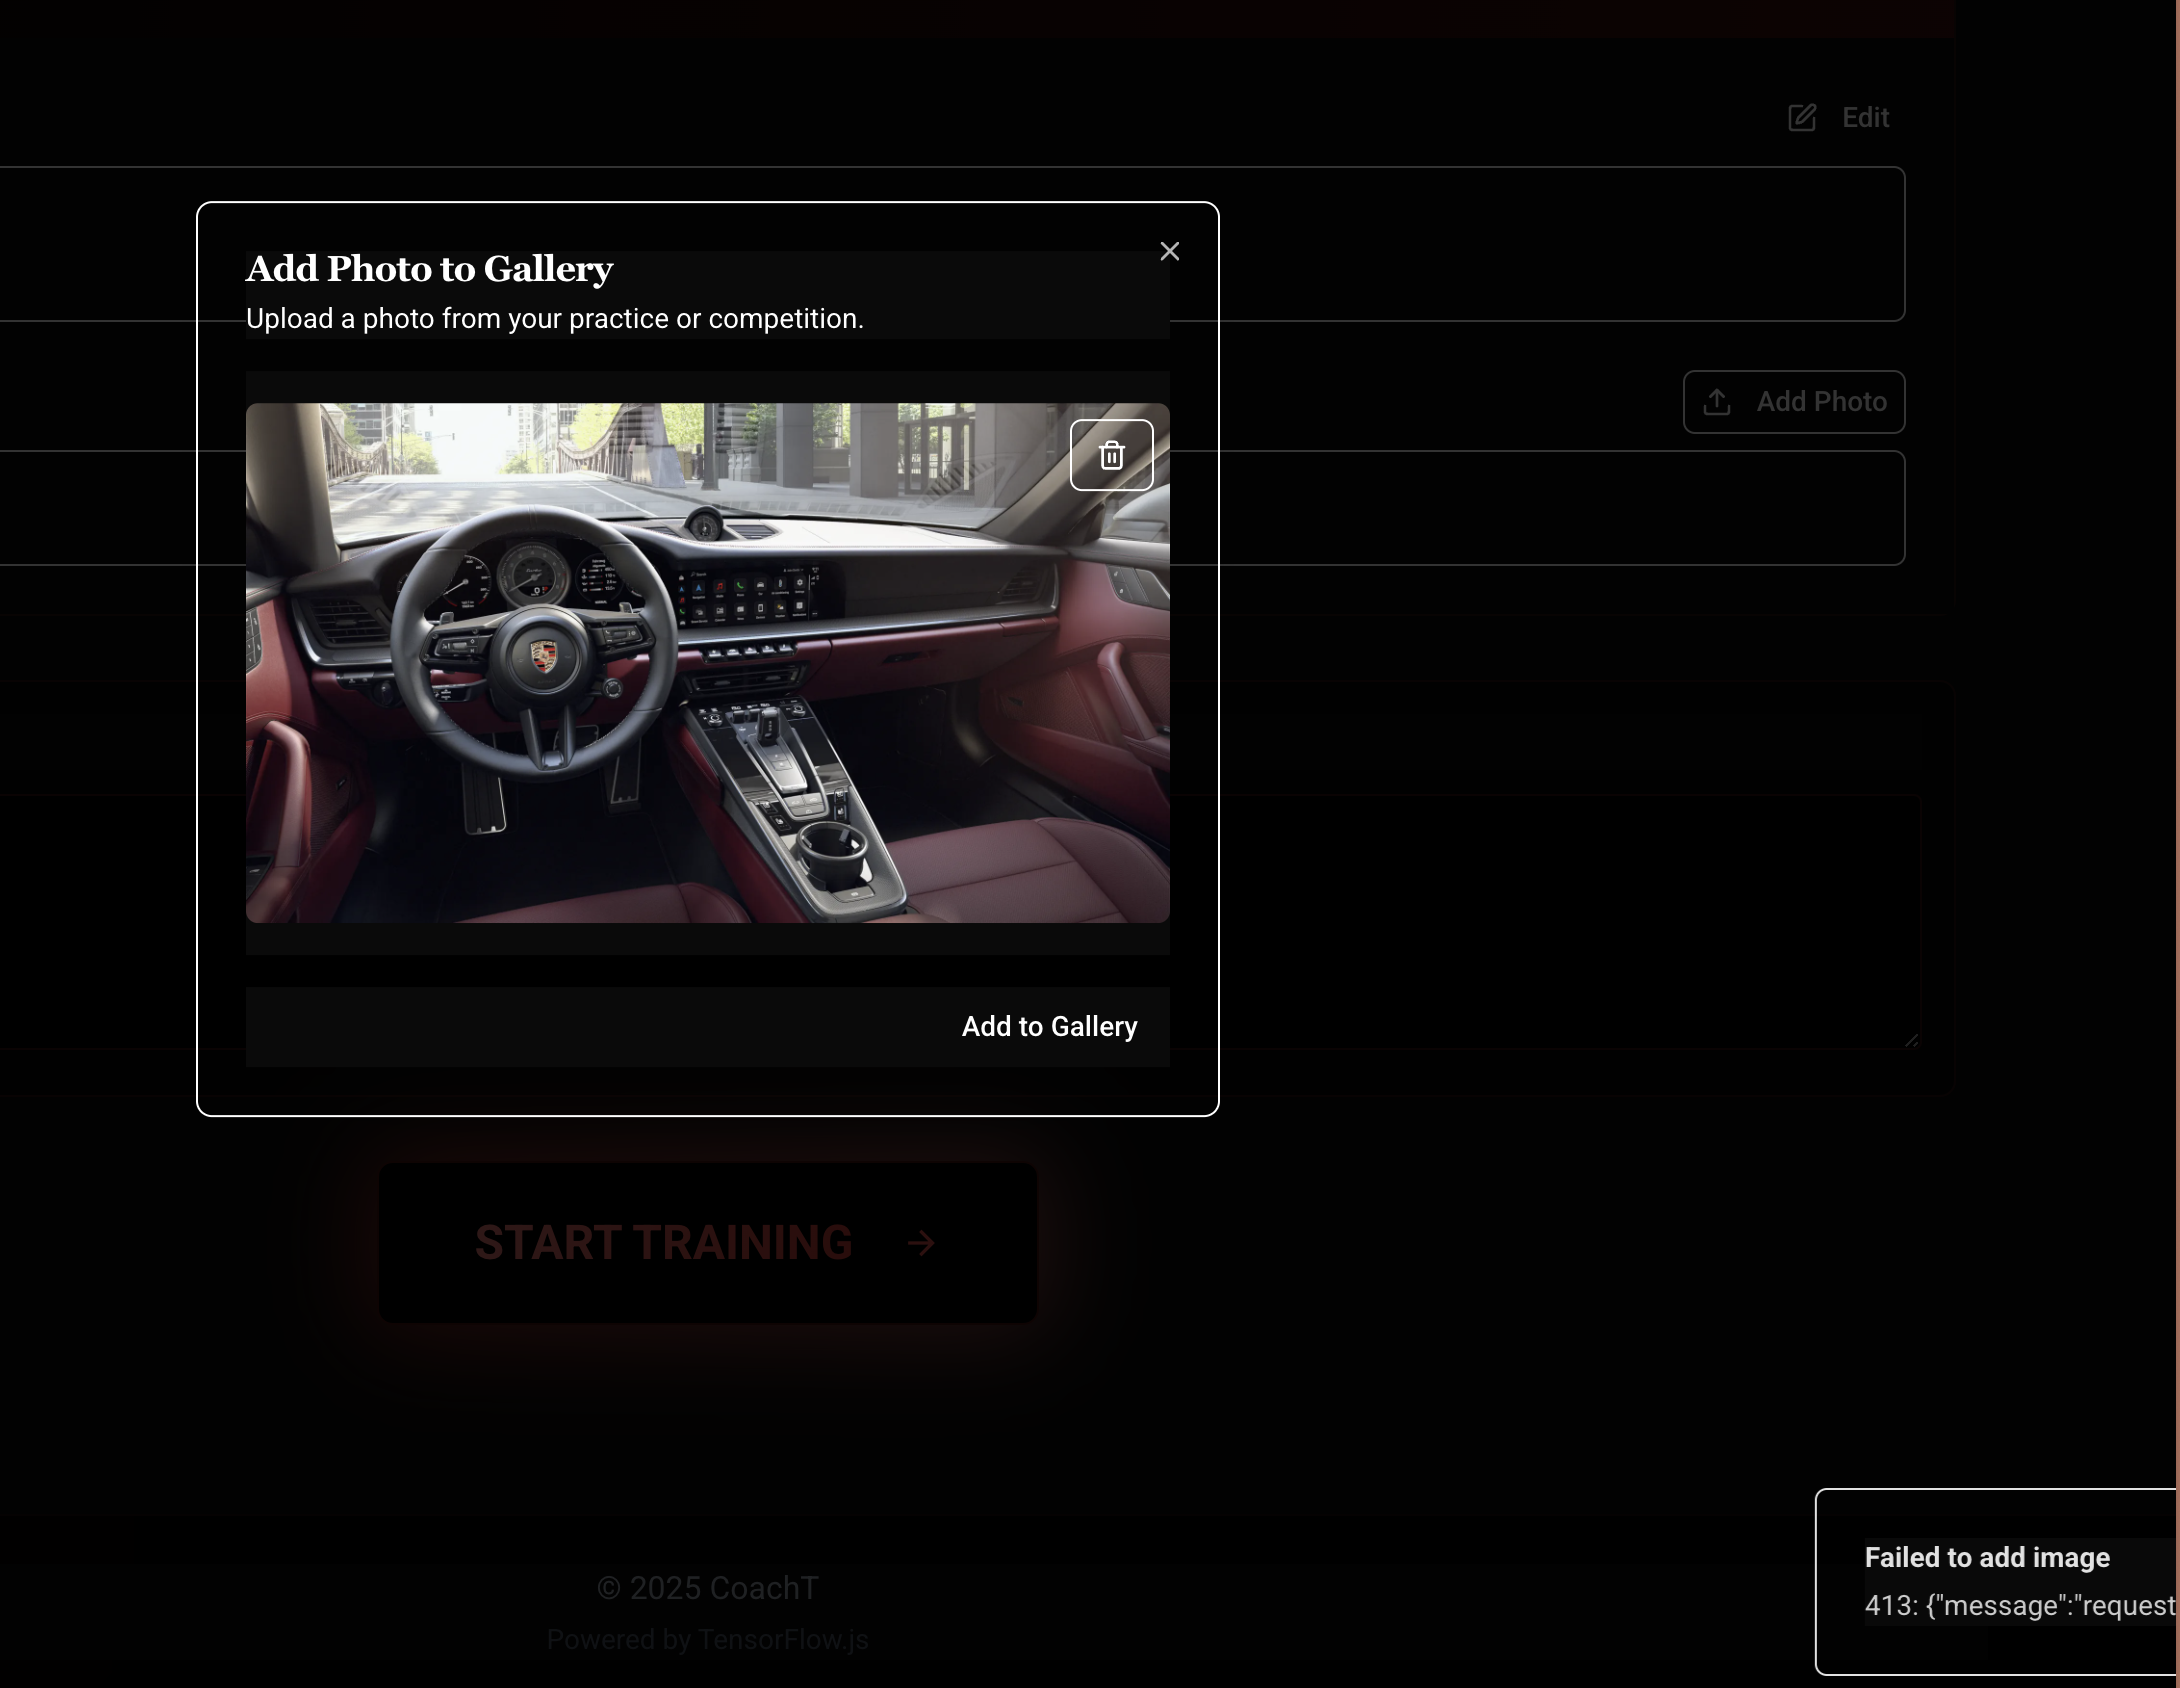 Edit
Add Photo to Gallery
Upload a photo from your practice or competition.
Add Photo
Add to Gallery
START TRAINING
© 2025 CoachT
Powered by TensorFlow.js
Failed to add image
413: {"message":"request